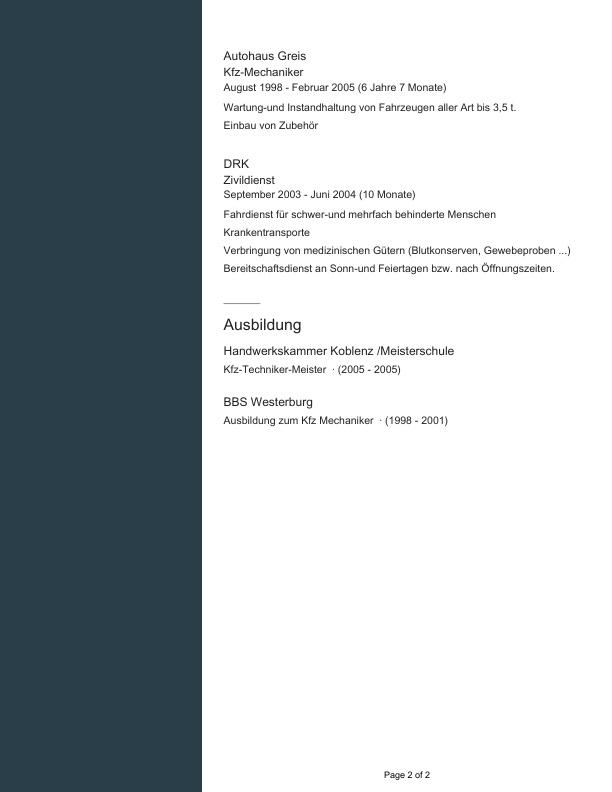 Autohaus Greis
Kfz-Mechaniker
August 1998 - Februar 2005 (6 Jahre 7 Monate)
Wartung-und Instandhaltung von Fahrzeugen aller Art bis 3,5 t.
Einbau von Zubehör
DRK
Zivildienst
September 2003 - Juni 2004 (10 Monate)
Fahrdienst für schwer-und mehrfach behinderte Menschen
Krankentransporte
Verbringung von medizinischen Gütern (Blutkonserven, Gewebeproben ...)
Bereitschaftsdienst an Sonn-und Feiertagen bzw. nach Öffnungszeiten.
Ausbildung
Handwerkskammer Koblenz /Meisterschule
Kfz-Techniker-Meister · (2005 - 2005)
BBS Westerburg
Ausbildung zum Kfz Mechaniker · (1998 - 2001)
Page 2 of 2